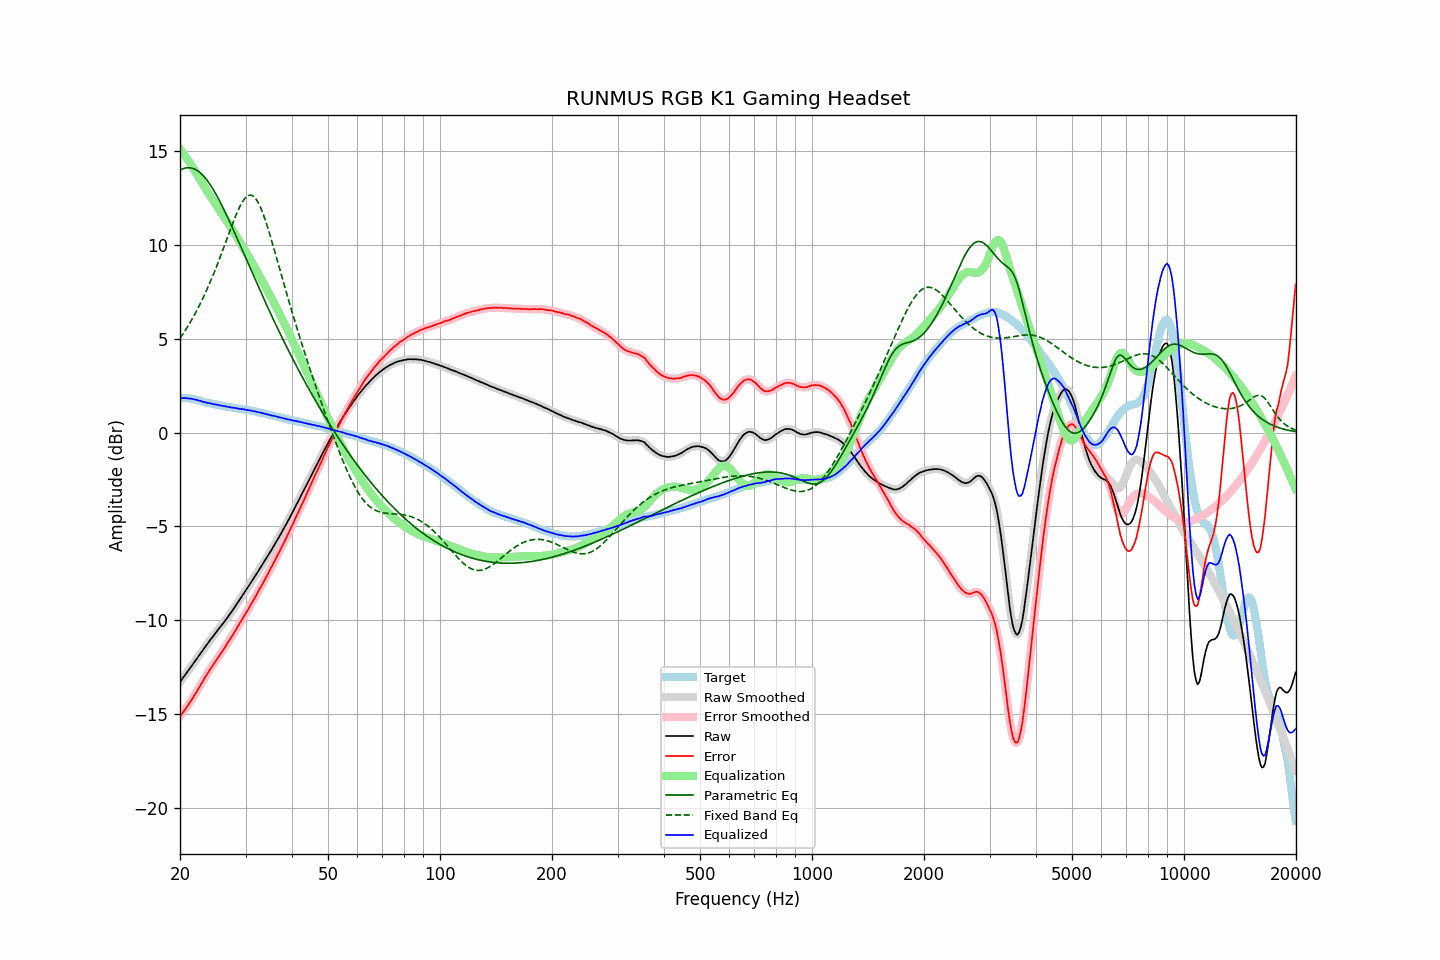 RUNMUS RGB K1 Gaming Headset
Amplitude (dBr)
15
10
5
0
−5
−10
−15
−20
Target
Raw Smoothed
Error Smoothed
Raw
Error
Equalization
Parametric Eq
Fixed Band Eq
Equalized
20 50 100 200 500 1000 2000 5000 10000 20000
Frequency (Hz)